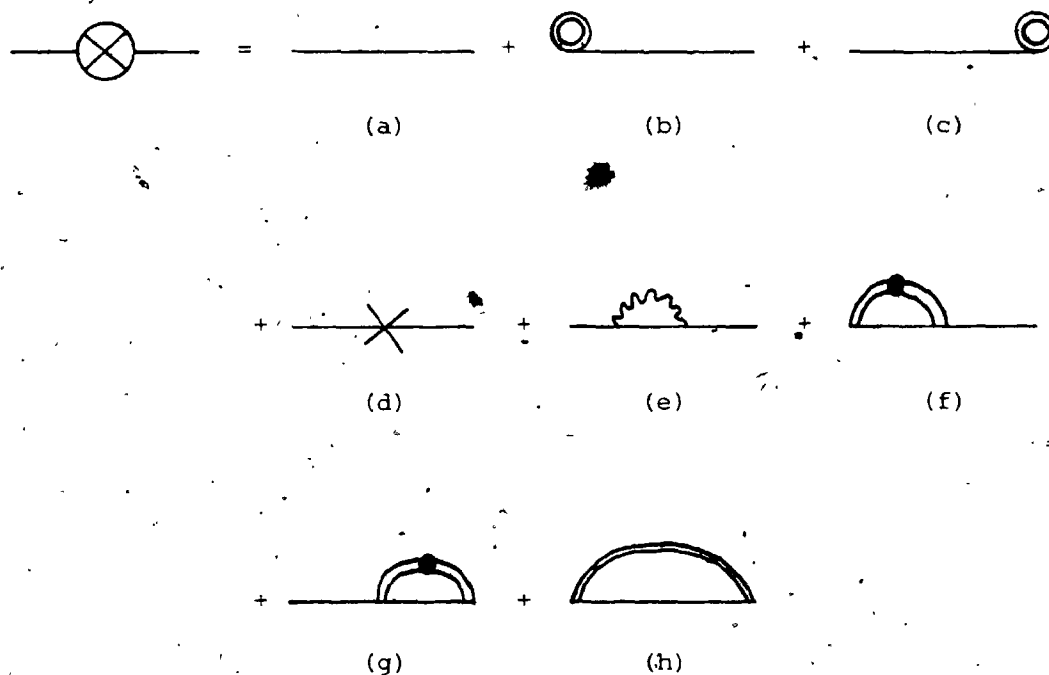 = + +
(a) (b) (c)
+ + +
(d) (e) (f)
+ +
(g) (h)